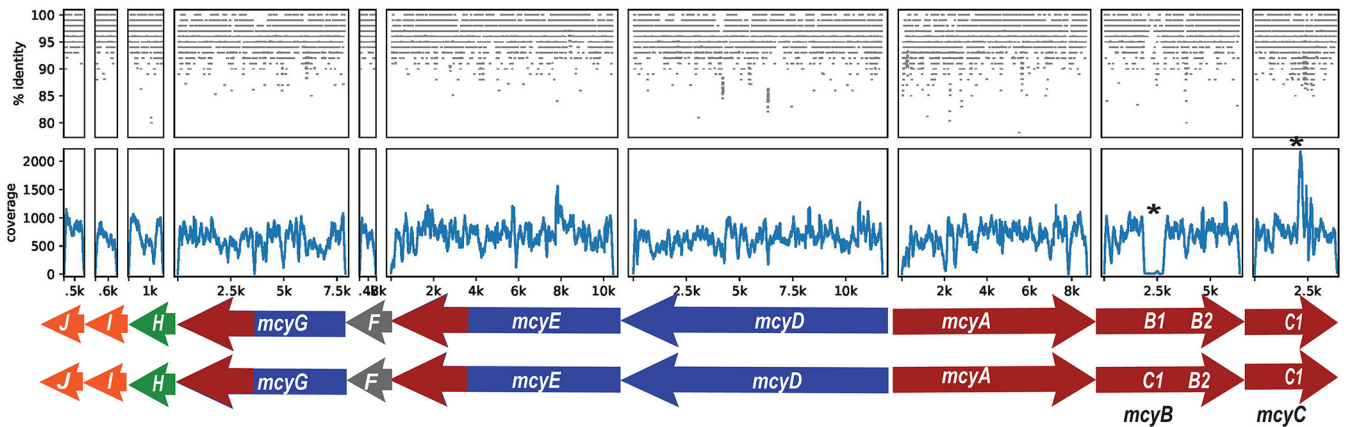 % identity
100
95
90
85
80
coverage
2000
1500
1000
500
0
* *
.5k .6k 1k 2.5k 5k 7.5k 2k 4k 6k 8k 10k 2.5k 5k 7.5k 10k 2k 4k 6k 8k 2.5k 5k 2.5k
J I H mcyG F mcyE mcyD mcyA B1 B2 C1
J I H mcyG F mcyE mcyD mcyA C1 B2 C1
mcyB mcyC